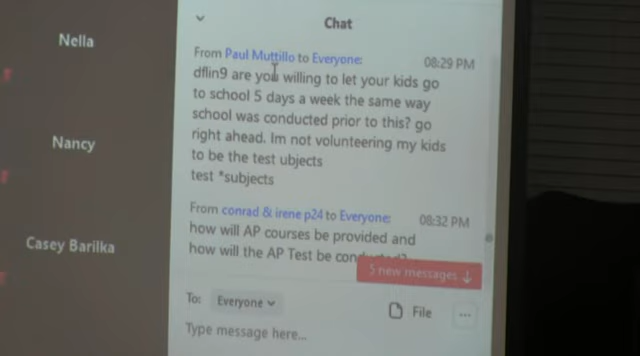 Chat
Nella
From Paul Muttillo to Everyone: 08:29 PM
dflin9 are you willing to let your kids go
to school 5 days a week the same way
school was conducted prior to this? go
right ahead. Im not volunteering my kids
to be the test ubjects
test *subjects
Nancy
From conrad & irene p24 to Everyone: 08:32 PM
how will AP courses be provided and
how will the AP Test be conducted?
Casey Barilka
5 new messages ↓
To: Everyone
File
...
Type message here...